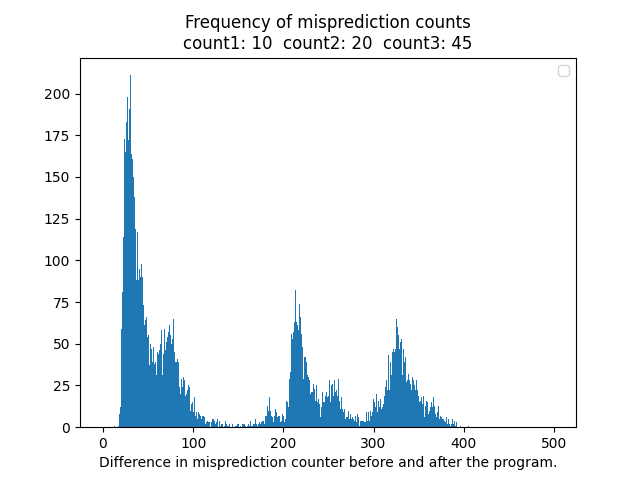 Frequency of misprediction counts
count1: 10 count2: 20 count3: 45
200
175
150
125
100
75
50
25
0
0 100 200 300 400 500
Difference in misprediction counter before and after the program.